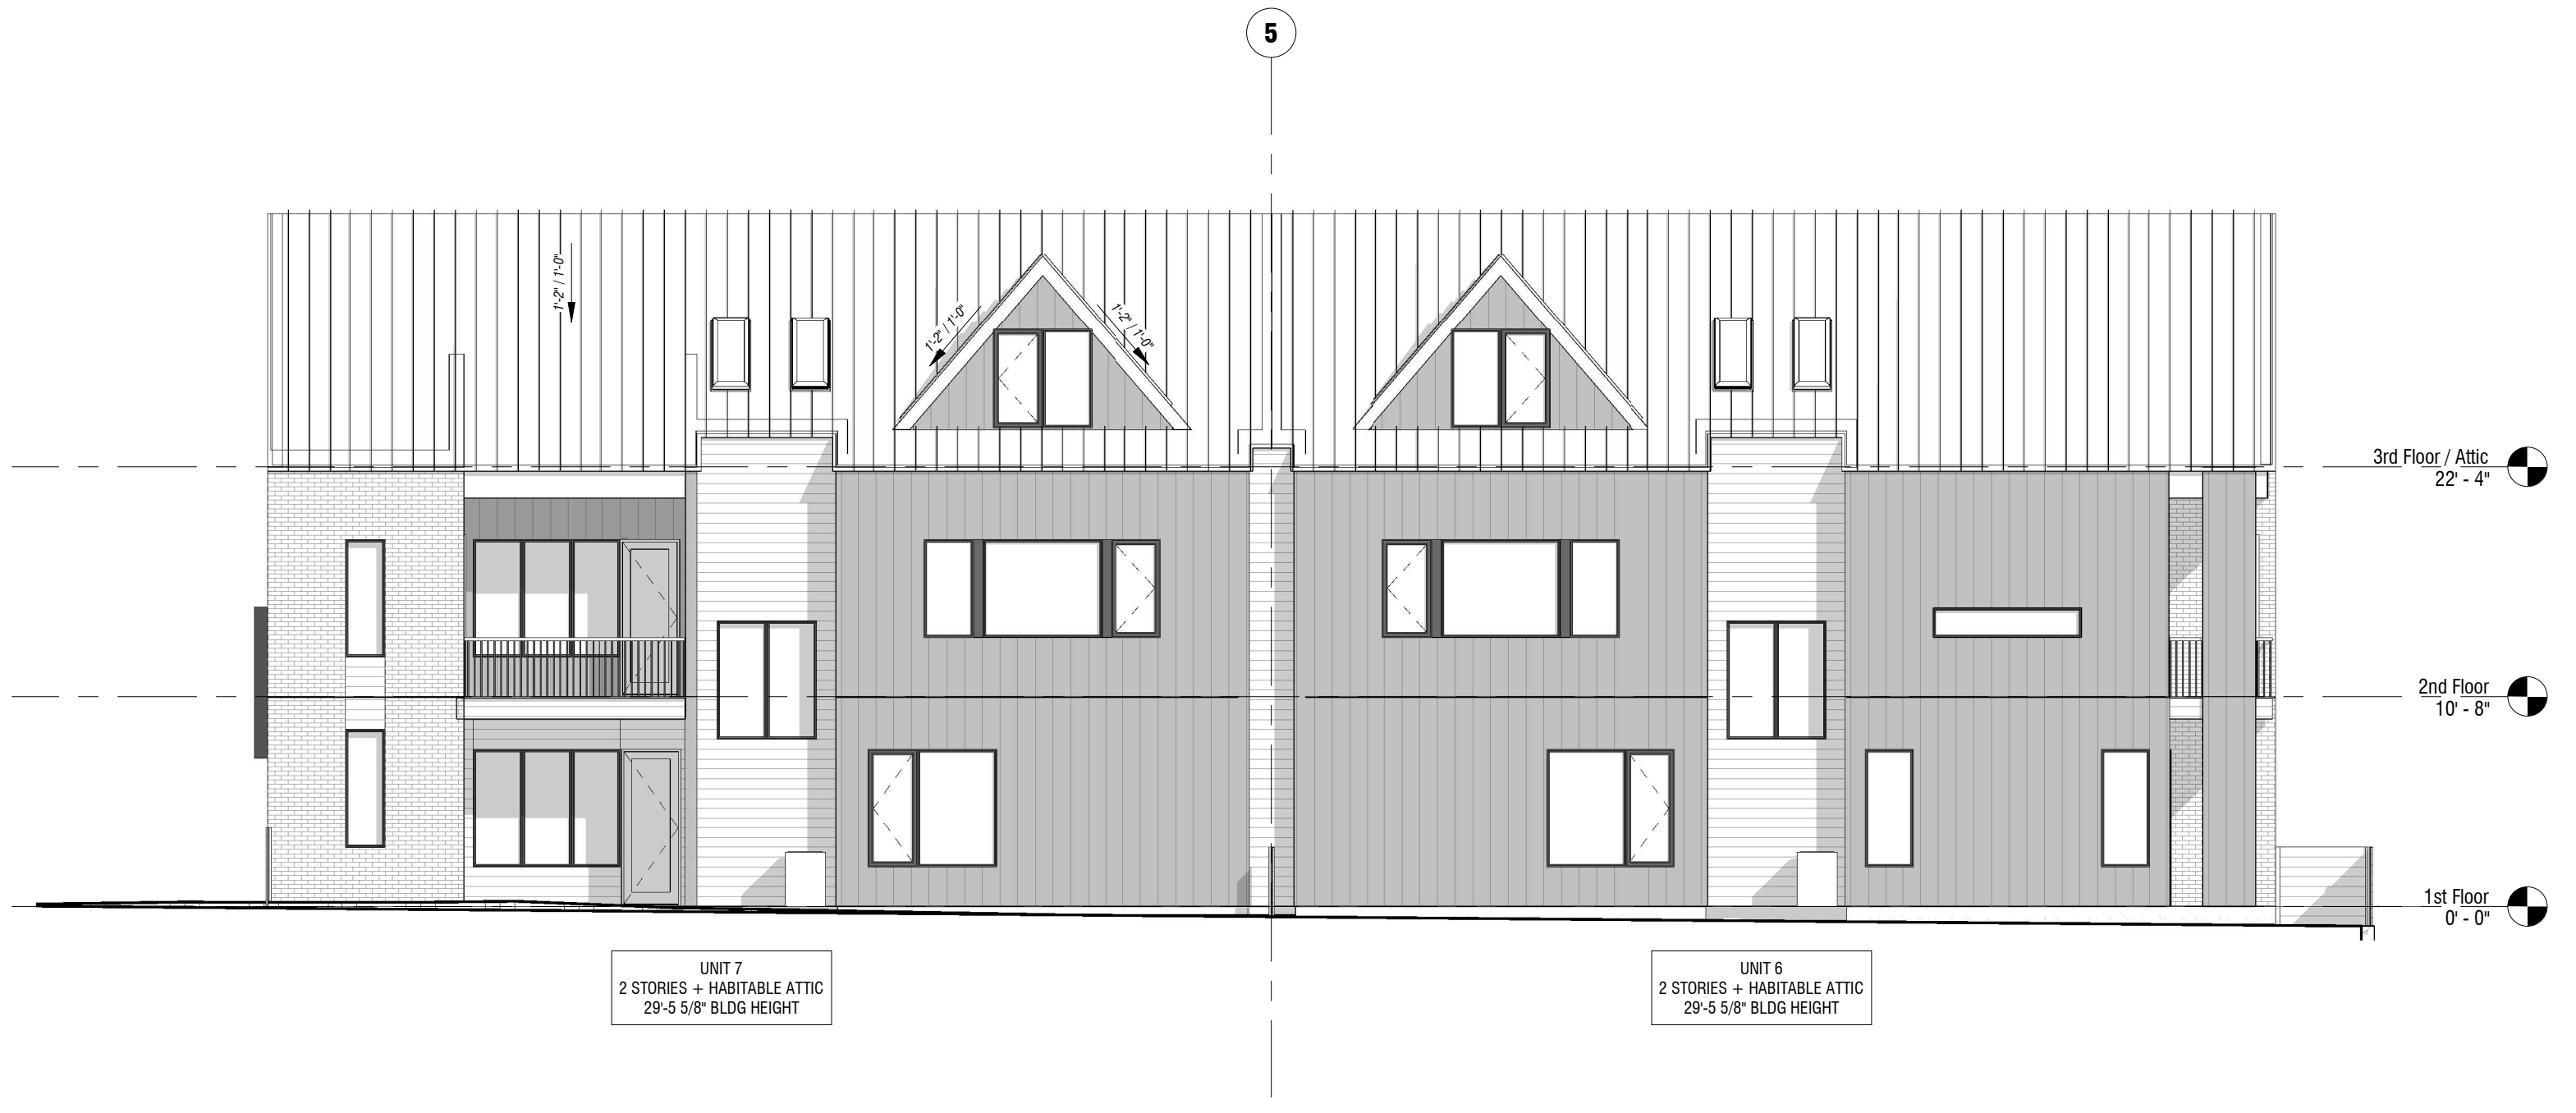 5
1'-2" / 1'-0"
1'-2" / 1'-0"
1'-2" / 1'-0"
3rd Floor / Attic
22' - 4"
2nd Floor
10' - 8"
1st Floor
0' - 0"
UNIT 7
2 STORIES + HABITABLE ATTIC
29'-5 5/8" BLDG HEIGHT
UNIT 6
2 STORIES + HABITABLE ATTIC
29'-5 5/8" BLDG HEIGHT